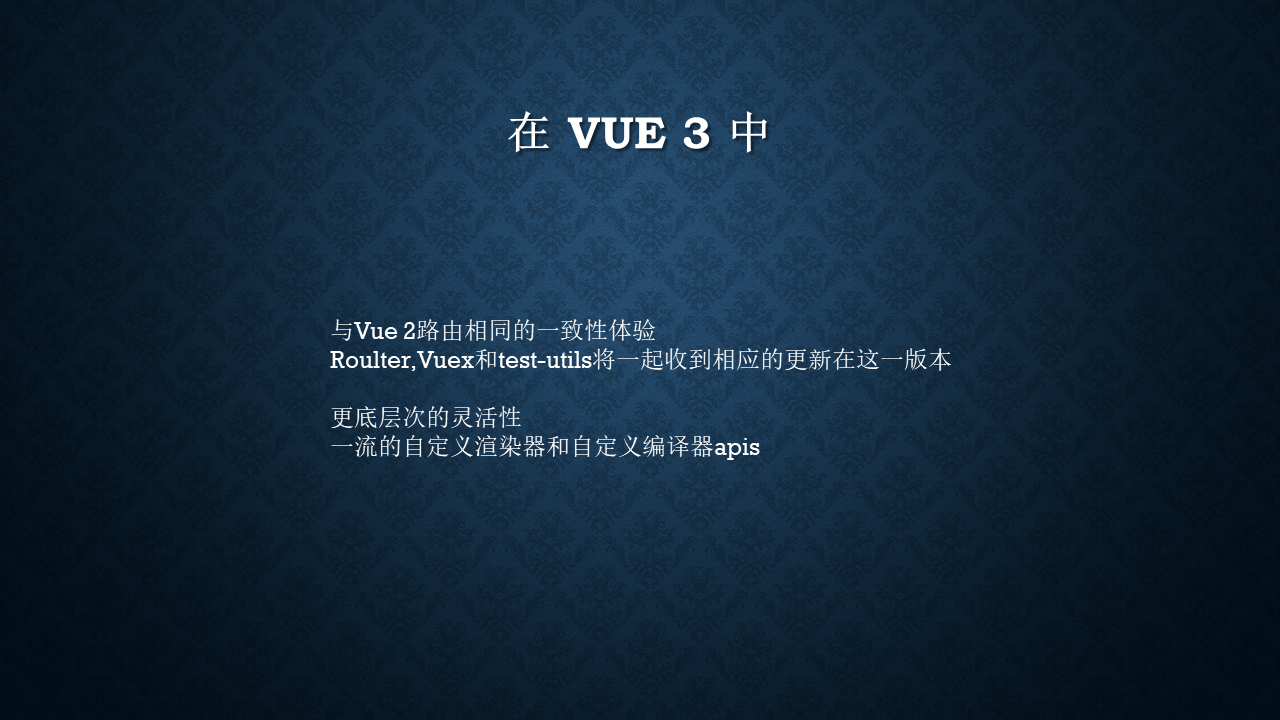 在 VUE 3 中
与Vue 2路由相同的一致性体验
Roulter,Vuex和test-utils将一起收到相应的更新在这一版本
更底层次的灵活性
一流的自定义渲染器和自定义编译器apis